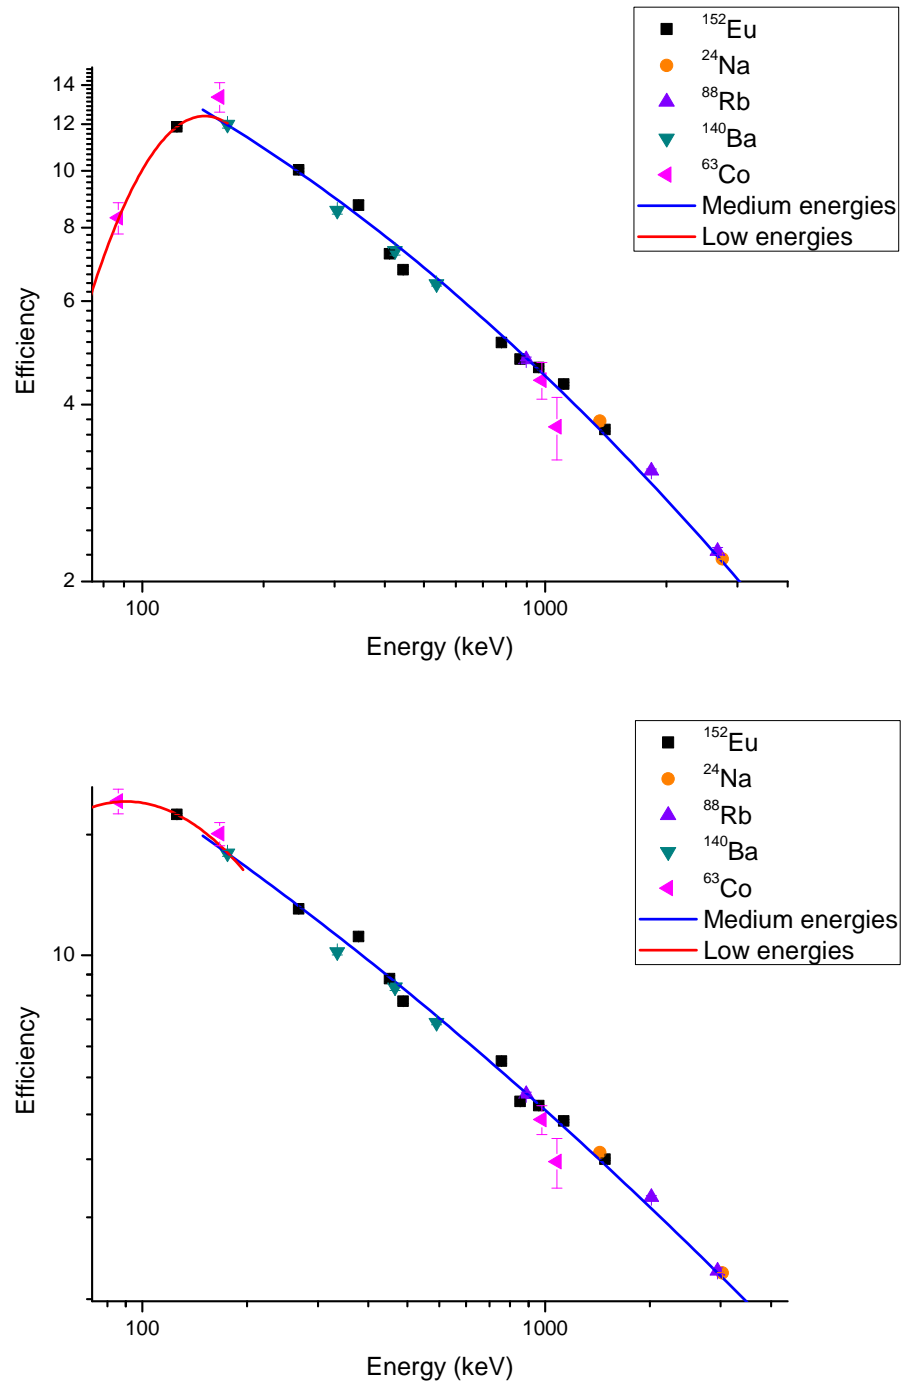 ¹⁵²Eu
²⁴Na
⁸⁸Rb
¹⁴⁰Ba
⁶³Co
Medium energies
Low energies
14
12
10
8
6
4
2
Efficiency
100
1000
Energy (keV)
¹⁵²Eu
²⁴Na
⁸⁸Rb
¹⁴⁰Ba
⁶³Co
Medium energies
Low energies
10
Efficiency
100
1000
Energy (keV)